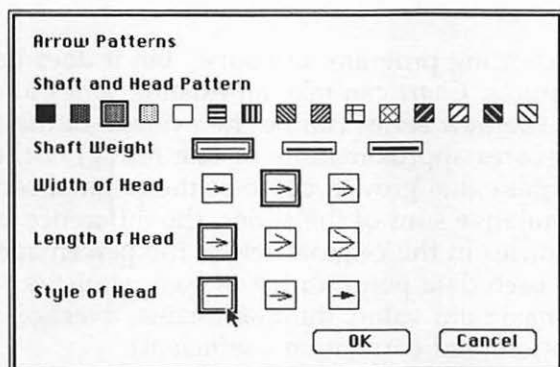 Arrow Patterns
Shaft and Head Pattern
Shaft Weight
Width of Head
Length of Head
Style of Head
OK
Cancel